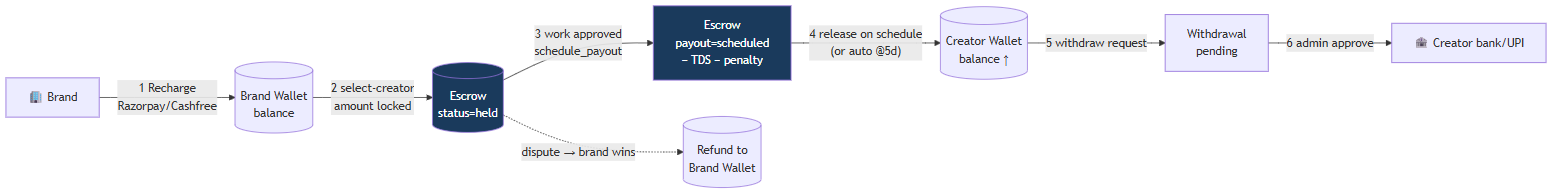 Brand
1 Recharge
Razorpay/Cashfree
Brand Wallet
balance
2 select-creator
amount locked
Escrow
status=held
3 work approved
schedule_payout
Escrow
payout=scheduled
− TDS − penalty
4 release on schedule
(or auto @5d)
Creator Wallet
balance ↑
5 withdraw request
Withdrawal
pending
6 admin approve
Creator bank/UPI
dispute → brand wins
Refund to
Brand Wallet